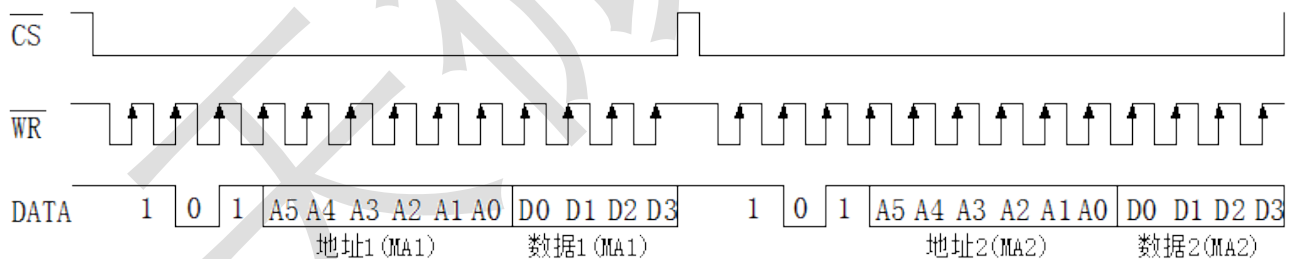 CS
WR
DATA 1 0 1 A5 A4 A3 A2 A1 A0 D0 D1 D2 D3 1 0 1 A5 A4 A3 A2 A1 A0 D0 D1 D2 D3
地址1(MA1) 数据1(MA1) 地址2(MA2) 数据2(MA2)